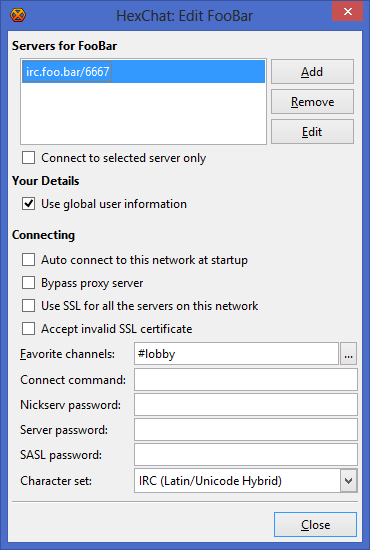 HexChat: Edit FooBar
Servers for FooBar
irc.foo.bar/6667
Add
Remove
Edit
Connect to selected server only
Your Details
Use global user information
Connecting
Auto connect to this network at startup
Bypass proxy server
Use SSL for all the servers on this network
Accept invalid SSL certificate
Favorite channels: #lobby ...
Connect command:
Nickserv password:
Server password:
SASL password:
Character set: IRC (Latin/Unicode Hybrid)
Close